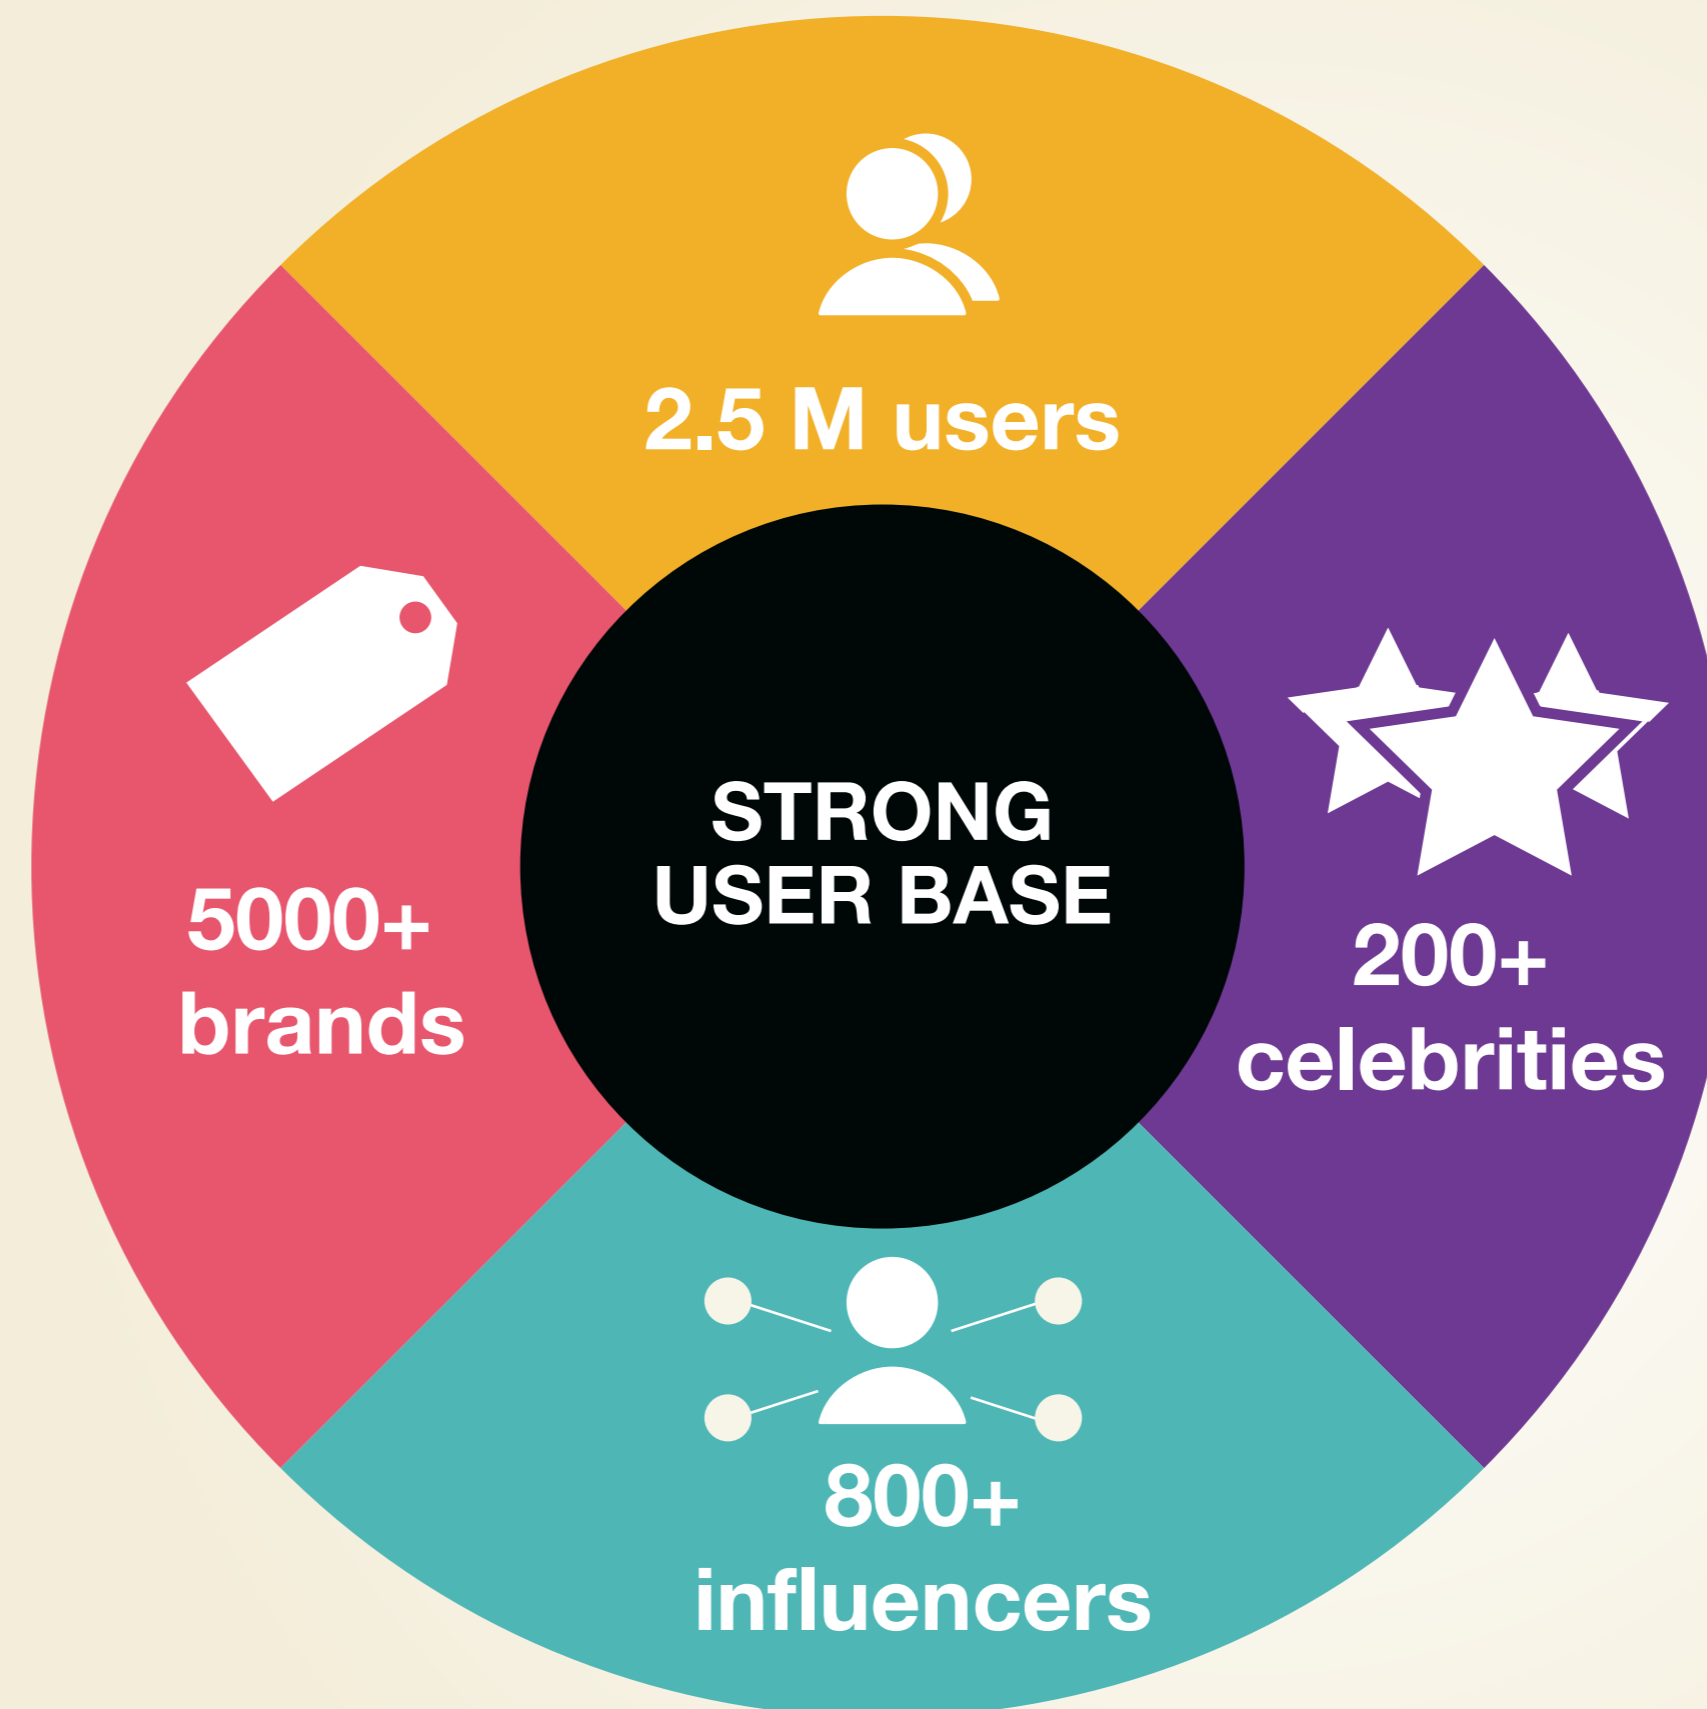 2.5 M users
STRONG
USER BASE
5000+
brands
200+
celebrities
800+
influencers